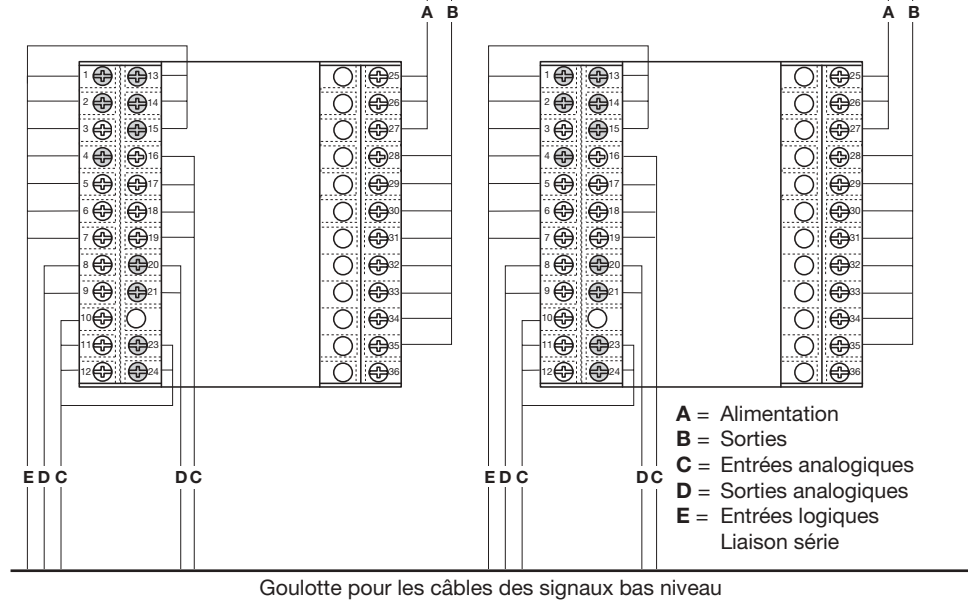 A B A B
1 13 25 1 13 25
2 14 26 2 14 26
3 15 27 3 15 27
4 16 28 4 16 28
5 17 29 5 17 29
6 18 30 6 18 30
7 19 31 7 19 31
8 20 32 8 20 32
9 21 33 9 21 33
10 34 10 34
11 23 35 11 23 35
12 24 36 12 24 36
A = Alimentation
B = Sorties
C = Entrées analogiques
E D C D C E D C D C
D = Sorties analogiques
E = Entrées logiques
Liaison série
Goulotte pour les câbles des signaux bas niveau